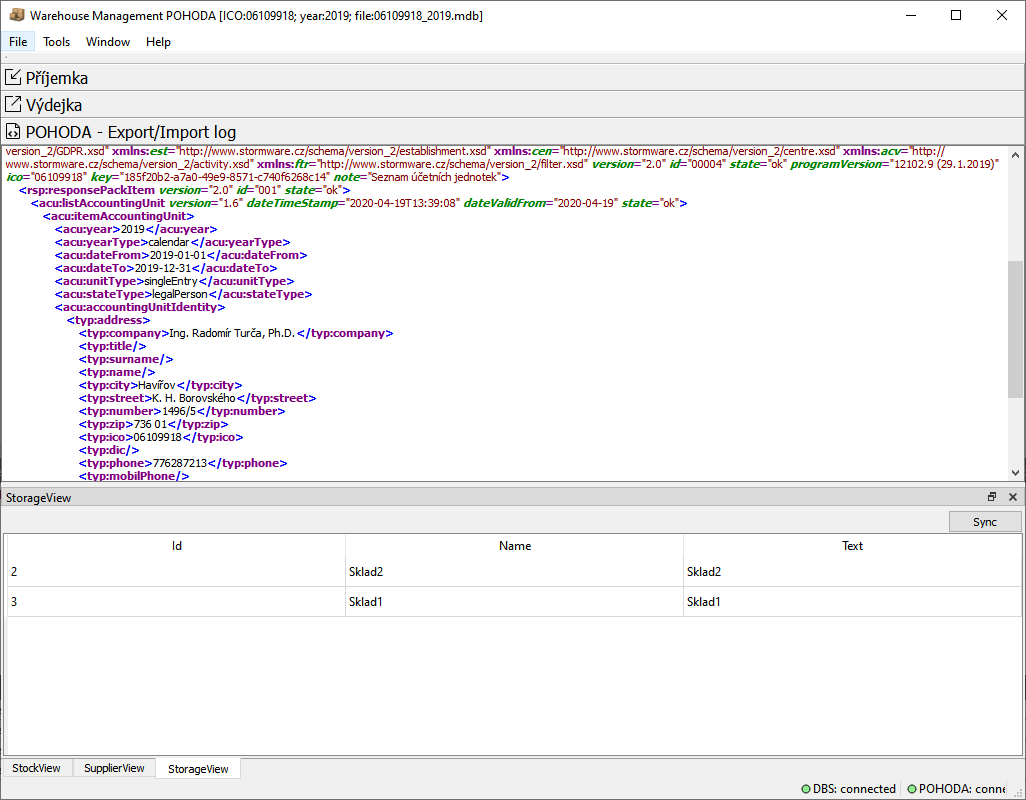 Warehouse Management POHODA [ICO:06109918; year:2019; file:06109918_2019.mdb]
File Tools Window Help
Příjemka
Výdejka
POHODA - Export/Import log
version_2/GDPR.xsd" xmlns:est="http://www.stormware.cz/schema/version_2/establishment.xsd" xmlns:cen="http://www.stormware.cz/schema/version_2/centre.xsd" xmlns:acv="http://
www.stormware.cz/schema/version_2/activity.xsd" xmlns:ftr="http://www.stormware.cz/schema/version_2/filter.xsd" version="2.0" id="00004" state="ok" programVersion="12102.9 (29.1.2019)"
ico="06109918" key="185f20b2-a7a0-49e9-8571-c740f6268c14" note="Seznam účetních jednotek">
<rsp:responsePackItem version="2.0" id="001" state="ok">
<acu:listAccountingUnit version="1.6" dateTimeStamp="2020-04-19T13:39:08" dateValidFrom="2020-04-19" state="ok">
<acu:itemAccountingUnit>
<acu:year>2019</acu:year>
<acu:yearType>calendar</acu:yearType>
<acu:dateFrom>2019-01-01</acu:dateFrom>
<acu:dateTo>2019-12-31</acu:dateTo>
<acu:unitType>singleEntry</acu:unitType>
<acu:stateType>legalPerson</acu:stateType>
<acu:accountingUnitIdentity>
<typ:address>
<typ:company>Ing. Radomír Turča, Ph.D.</typ:company>
<typ:title/>
<typ:surname/>
<typ:name/>
<typ:city>Havířov</typ:city>
<typ:street>K. H. Borovského</typ:street>
<typ:number>1496/5</typ:number>
<typ:zip>736 01</typ:zip>
<typ:ico>06109918</typ:ico>
<typ:dic/>
<typ:phone>776287213</typ:phone>
<typ:mobilPhone/>
StorageView
Sync
Id Name Text
2 Sklad2 Sklad2
3 Sklad1 Sklad1
StockView SupplierView StorageView
DBS: connected POHODA: conne